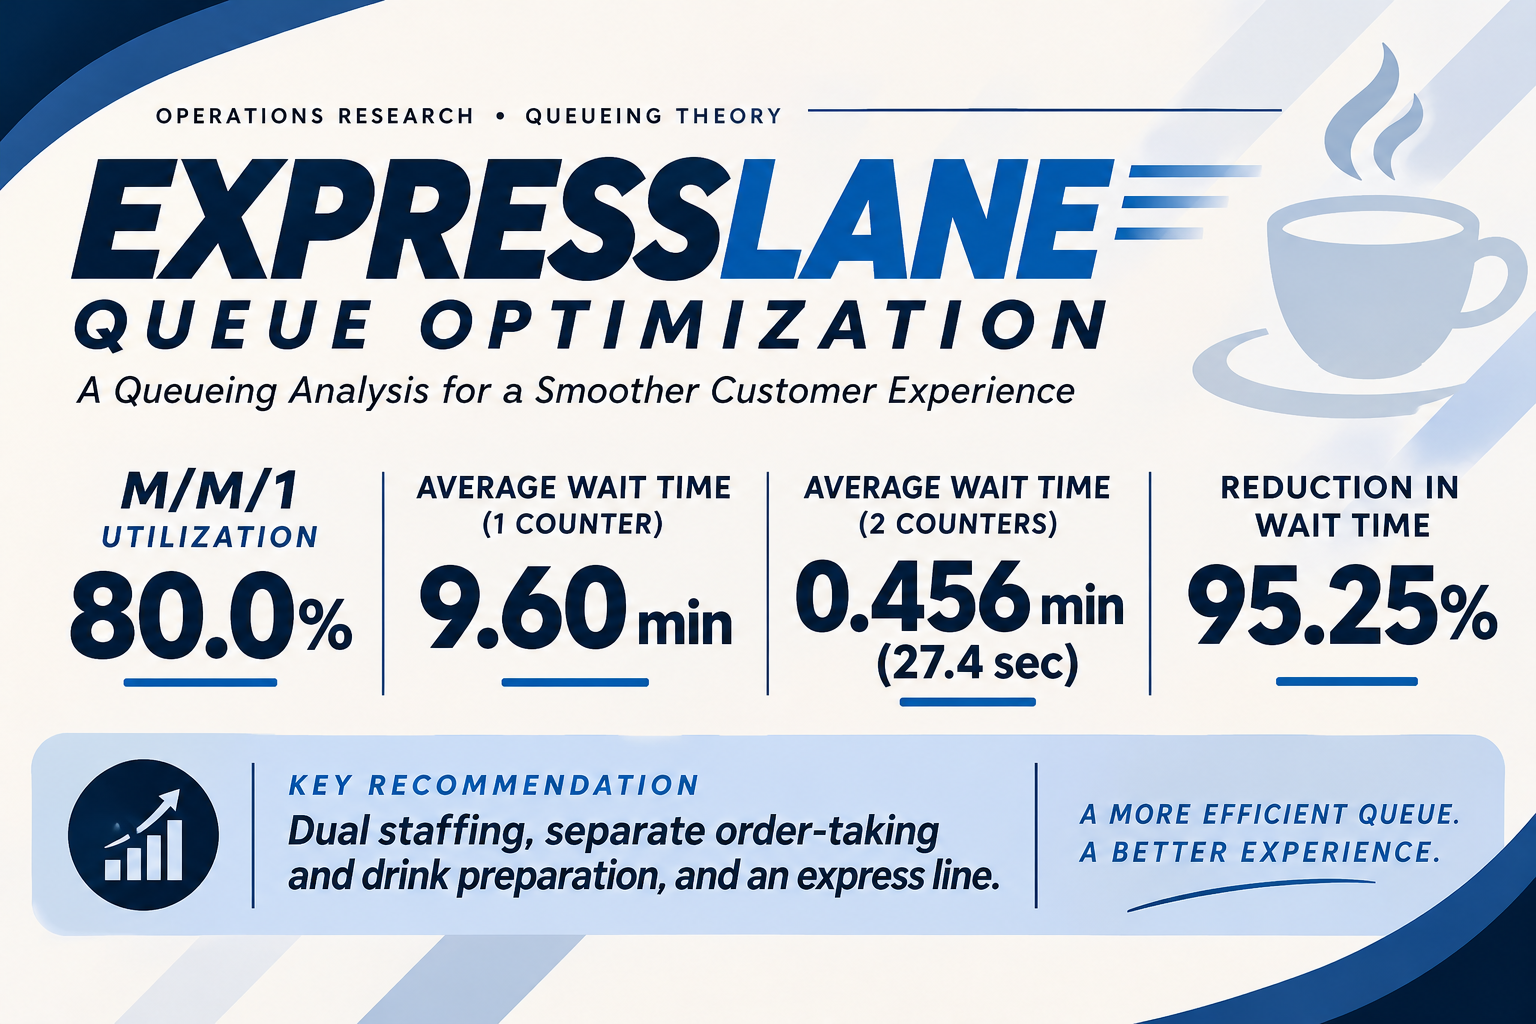 OPERATIONS RESEARCH • QUEUEING THEORY
EXPRESSLANE
QUEUE OPTIMIZATION
A Queueing Analysis for a Smoother Customer Experience
M/M/1
UTILIZATION
80.0%
AVERAGE WAIT TIME
(1 COUNTER)
9.60 min
AVERAGE WAIT TIME
(2 COUNTERS)
0.456 min
(27.4 sec)
REDUCTION IN
WAIT TIME
95.25%
KEY RECOMMENDATION
Dual staffing, separate order-taking
and drink preparation, and an express line.
A MORE EFFICIENT QUEUE.
A BETTER EXPERIENCE.